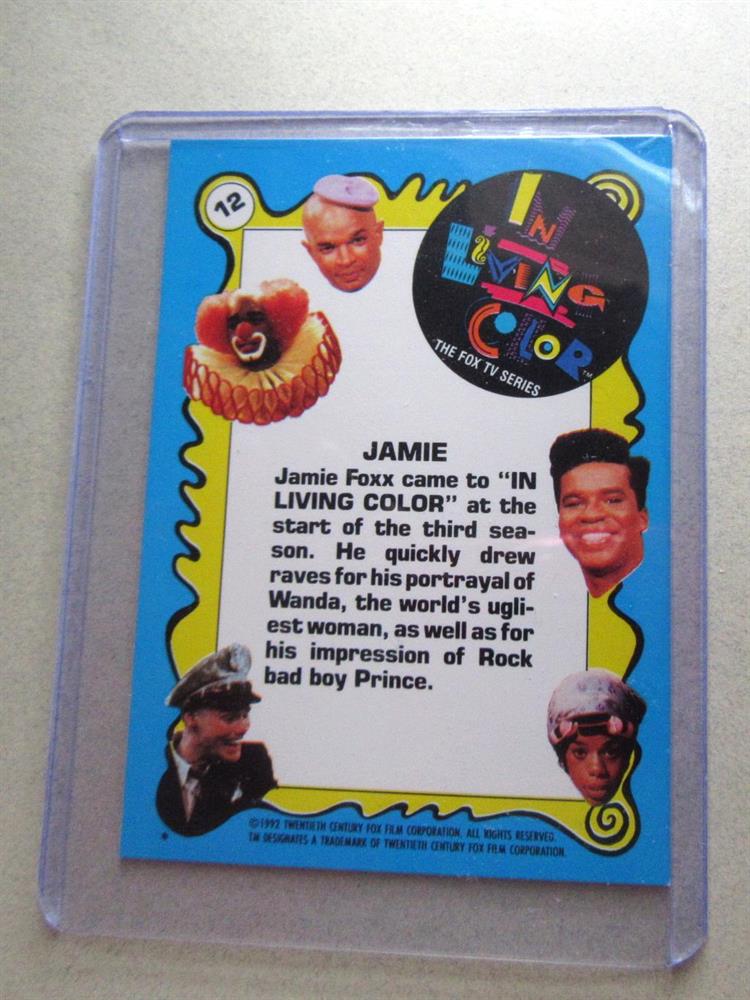 12
IN
LIVING
COLOR™
THE FOX TV SERIES
JAMIE
Jamie Foxx came to “IN
LIVING COLOR” at the
start of the third sea-
son. He quickly drew
raves for his portrayal of
Wanda, the world's ugli-
est woman, as well as for
his impression of Rock
bad boy Prince.
©1992 TWENTIETH CENTURY FOX FILM CORPORATION. ALL RIGHTS RESERVED.
TM DESIGNATES A TRADEMARK OF TWENTIETH CENTURY FOX FILM CORPORATION.